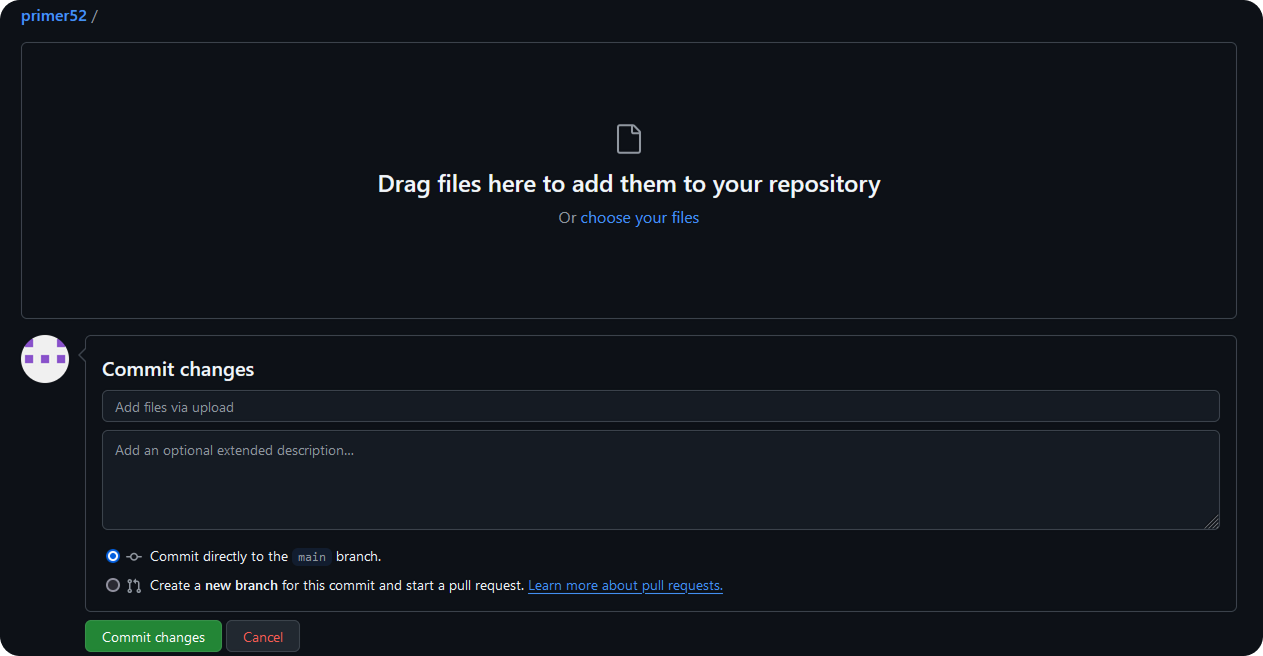 primer52 /
Drag files here to add them to your repository
Or choose your files
Commit changes
Add files via upload
Add an optional extended description...
Commit directly to the main branch.
Create a new branch for this commit and start a pull request. Learn more about pull requests.
Commit changes Cancel